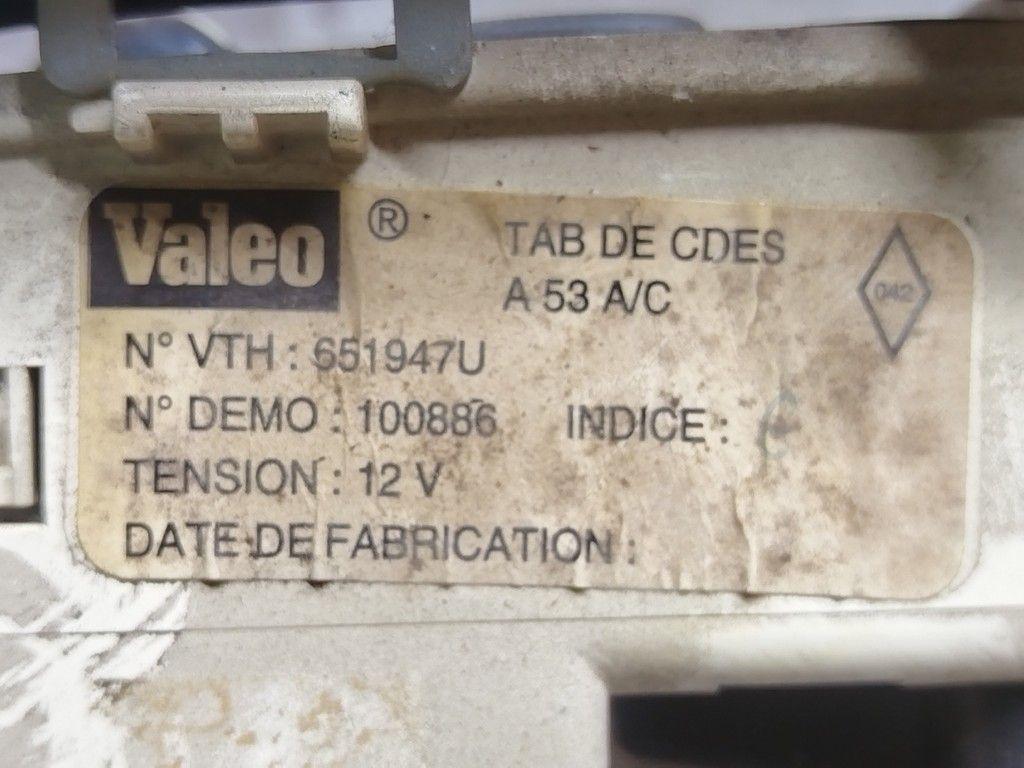 Valeo ®
TAB DE CDES
A 53 A/C
N° VTH : 651947U
N° DEMO : 100886 INDICE :
TENSION : 12 V
DATE DE FABRICATION :